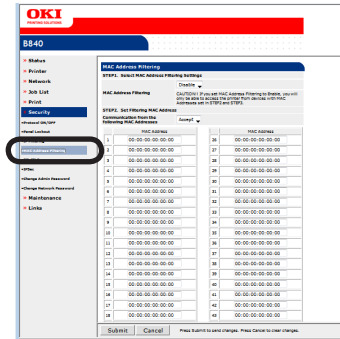 OKI
PRINTING SOLUTIONS
B840
Status
Printer
Network
Job List
Print
Security
Protocol ON/OFF
Panel Lockout
MAC Address Filtering
IPSec
Change Admin Password
Change Network Password
Maintenance
Links
MAC Address Filtering
STEP1. Select MAC Address Filtering Settings
MAC Address Filtering
Disable
CAUTION!! If you set MAC Address Filtering to Enable, you will
only be able to access the printer from devices with MAC
Addresses set in STEP2 and STEP3.
STEP2. Set Filtering MAC Address
Communication from the
following MAC Addresses
Accept
MAC Address MAC Address
1 00:00:00:00:00:00 26 00:00:00:00:00:00
2 00:00:00:00:00:00 27 00:00:00:00:00:00
3 00:00:00:00:00:00 28 00:00:00:00:00:00
4 00:00:00:00:00:00 29 00:00:00:00:00:00
5 00:00:00:00:00:00 30 00:00:00:00:00:00
6 00:00:00:00:00:00 31 00:00:00:00:00:00
7 00:00:00:00:00:00 32 00:00:00:00:00:00
8 00:00:00:00:00:00 33 00:00:00:00:00:00
9 00:00:00:00:00:00 34 00:00:00:00:00:00
10 00:00:00:00:00:00 35 00:00:00:00:00:00
11 00:00:00:00:00:00 36 00:00:00:00:00:00
12 00:00:00:00:00:00 37 00:00:00:00:00:00
13 00:00:00:00:00:00 38 00:00:00:00:00:00
14 00:00:00:00:00:00 39 00:00:00:00:00:00
15 00:00:00:00:00:00 40 00:00:00:00:00:00
16 00:00:00:00:00:00 41 00:00:00:00:00:00
17 00:00:00:00:00:00 42 00:00:00:00:00:00
18 00:00:00:00:00:00 43 00:00:00:00:00:00
Submit Cancel Press Submit to send changes. Press Cancel to clear changes.